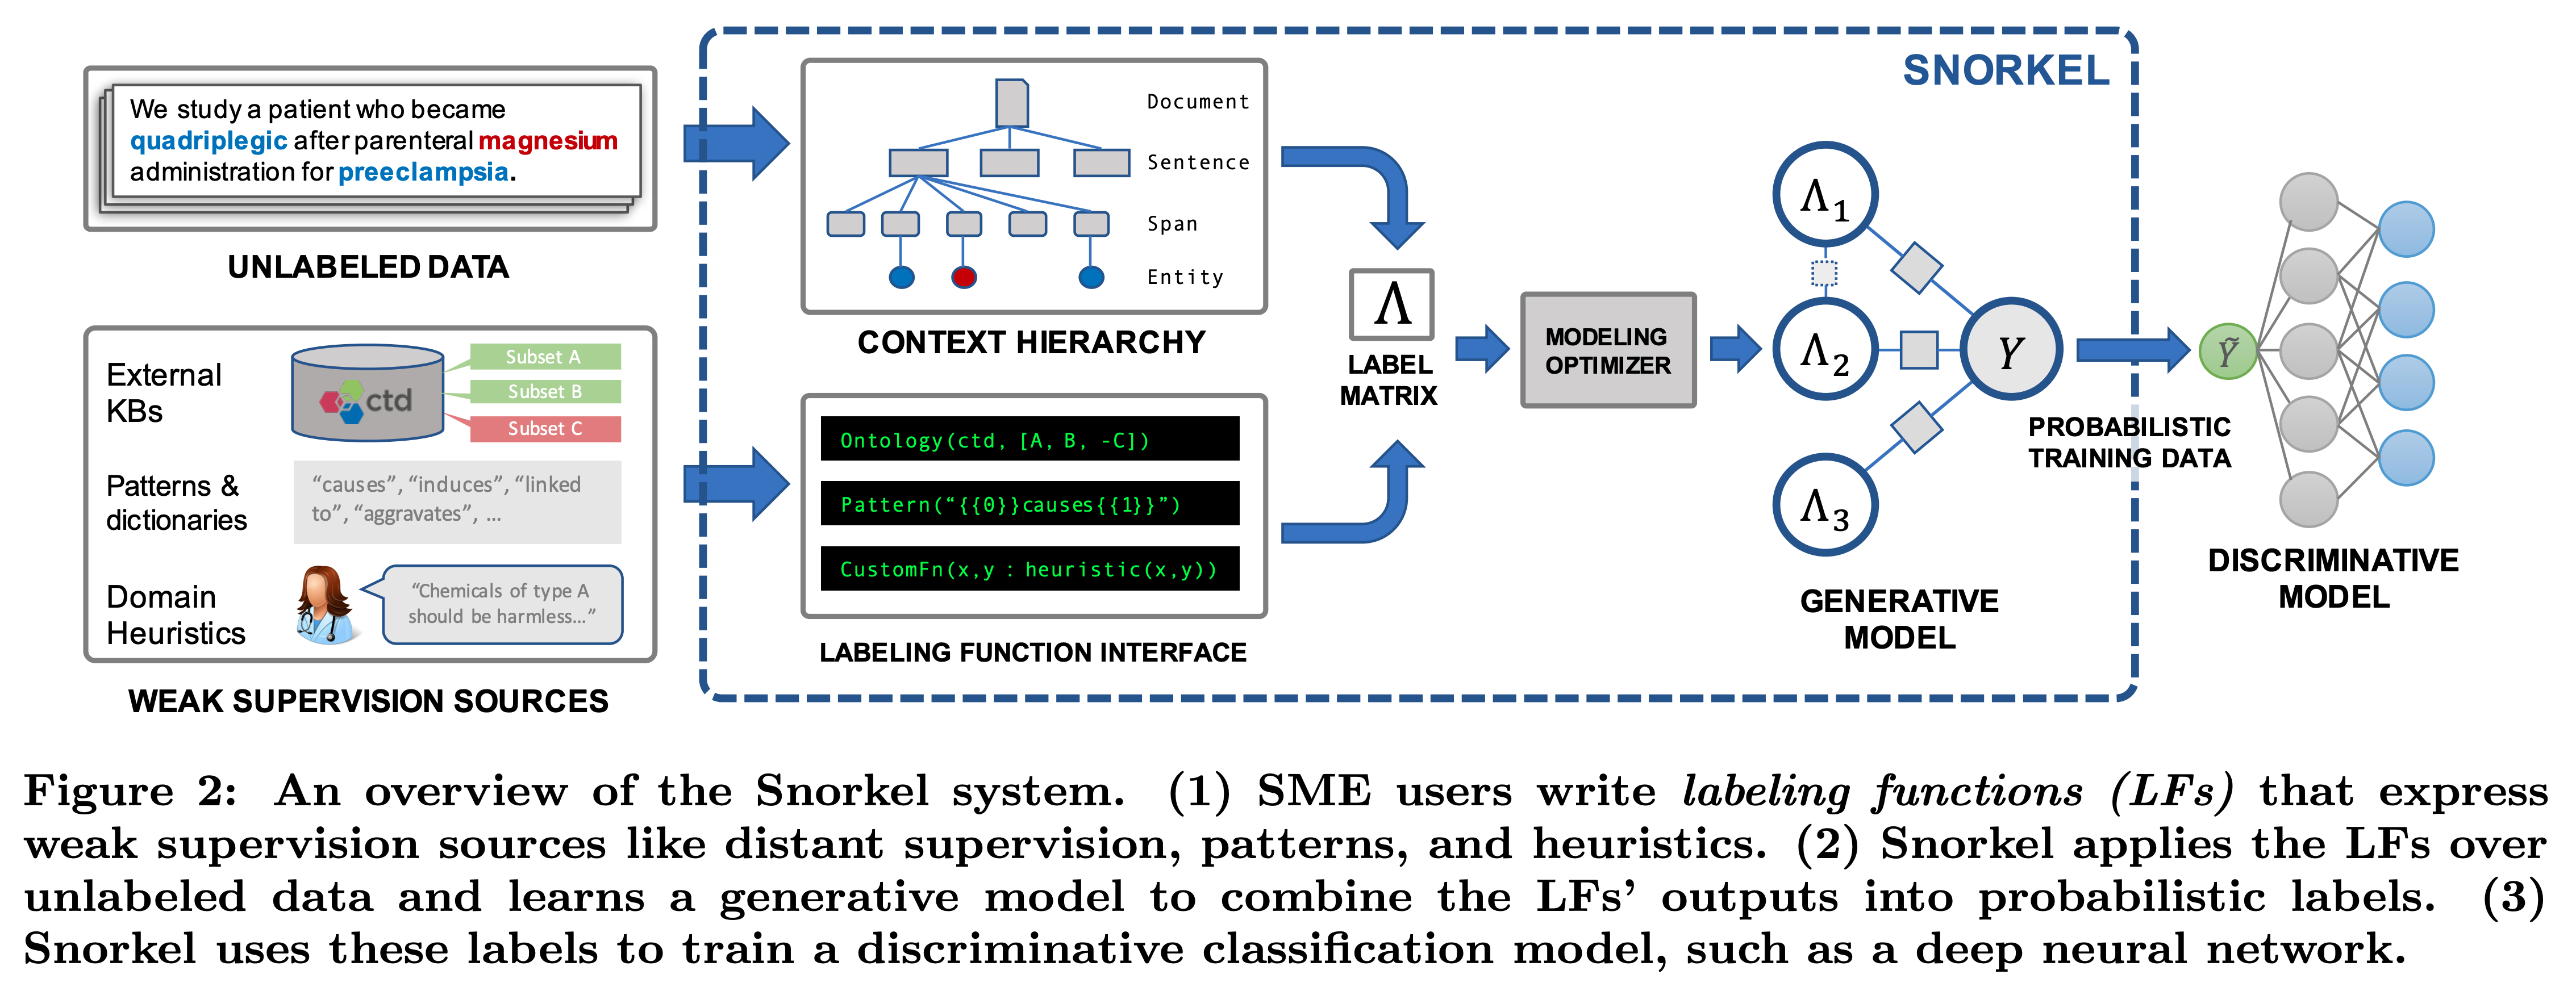 SNORKEL
We study a patient who became
quadriplegic after parenteral magnesium
administration for preeclampsia.
UNLABELED DATA
External
KBs
ctd
Subset A
Subset B
Subset C
Patterns &
dictionaries
“causes”, “induces”, “linked
to”, “aggravates”, ...
Domain
Heuristics
“Chemicals of type A
should be harmless…”
WEAK SUPERVISION SOURCES
Document
Sentence
Span
Entity
CONTEXT HIERARCHY
Ontology(ctd, [A, B, -C])
Pattern(“{{0}}causes{{1}}”)
CustomFn(x,y : heuristic(x,y))
LABELING FUNCTION INTERFACE
Λ
LABEL
MATRIX
MODELING
OPTIMIZER
Λ1
Λ2
Λ3
Y
GENERATIVE
MODEL
PROBABILISTIC
TRAINING DATA
Ỹ
DISCRIMINATIVE
MODEL
Figure 2: An overview of the Snorkel system. (1) SME users write labeling functions (LFs) that express
weak supervision sources like distant supervision, patterns, and heuristics. (2) Snorkel applies the LFs over
unlabeled data and learns a generative model to combine the LFs’ outputs into probabilistic labels. (3)
Snorkel uses these labels to train a discriminative classification model, such as a deep neural network.